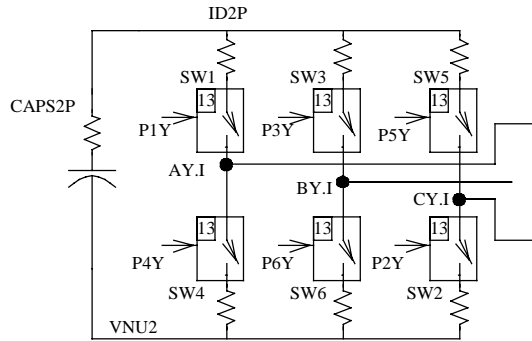 ID2P
SW1 SW3 SW5
CAPS2P
13 13 13
P1Y P3Y P5Y
AY.I
BY.I
CY.I
13 13 13
P4Y P6Y P2Y
SW4 SW6 SW2
VNU2